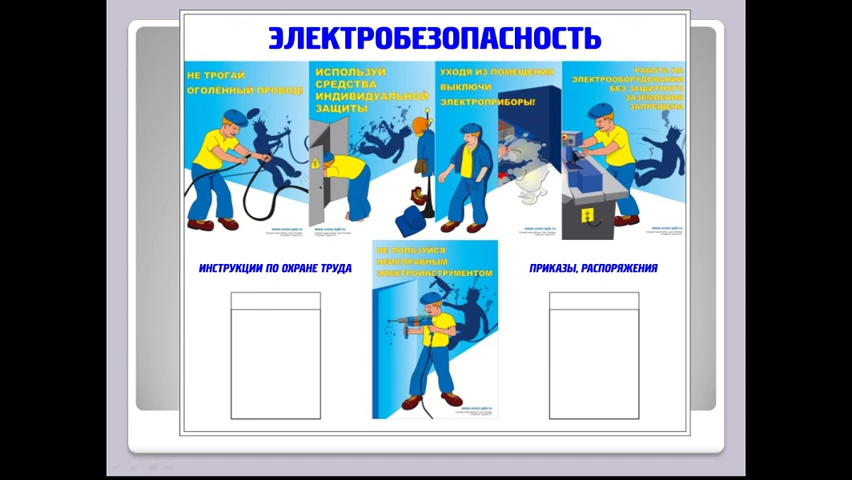 ЭЛЕКТРОБЕЗОПАСНОСТЬ
НЕ ТРОГАЙ
ОГОЛЁННЫЙ ПРОВОД!
ИСПОЛЬЗУЙ
СРЕДСТВА
ИНДИВИДУАЛЬНОЙ
ЗАЩИТЫ
УХОДЯ ИЗ ПОМЕЩЕНИЯ
ВЫКЛЮЧИ
ЭЛЕКТРОПРИБОРЫ!
РАБОТА НА
ЭЛЕКТРООБОРУДОВАНИИ
БЕЗ ЗАЩИТНОГО
ЗАЗЕМЛЕНИЯ
ЗАПРЕЩЕНА
НЕ ПОЛЬЗУЙСЯ
НЕИСПРАВНЫМ
ЭЛЕКТРОИНСТРУМЕНТОМ
ИНСТРУКЦИИ ПО ОХРАНЕ ТРУДА
ПРИКАЗЫ, РАСПОРЯЖЕНИЯ